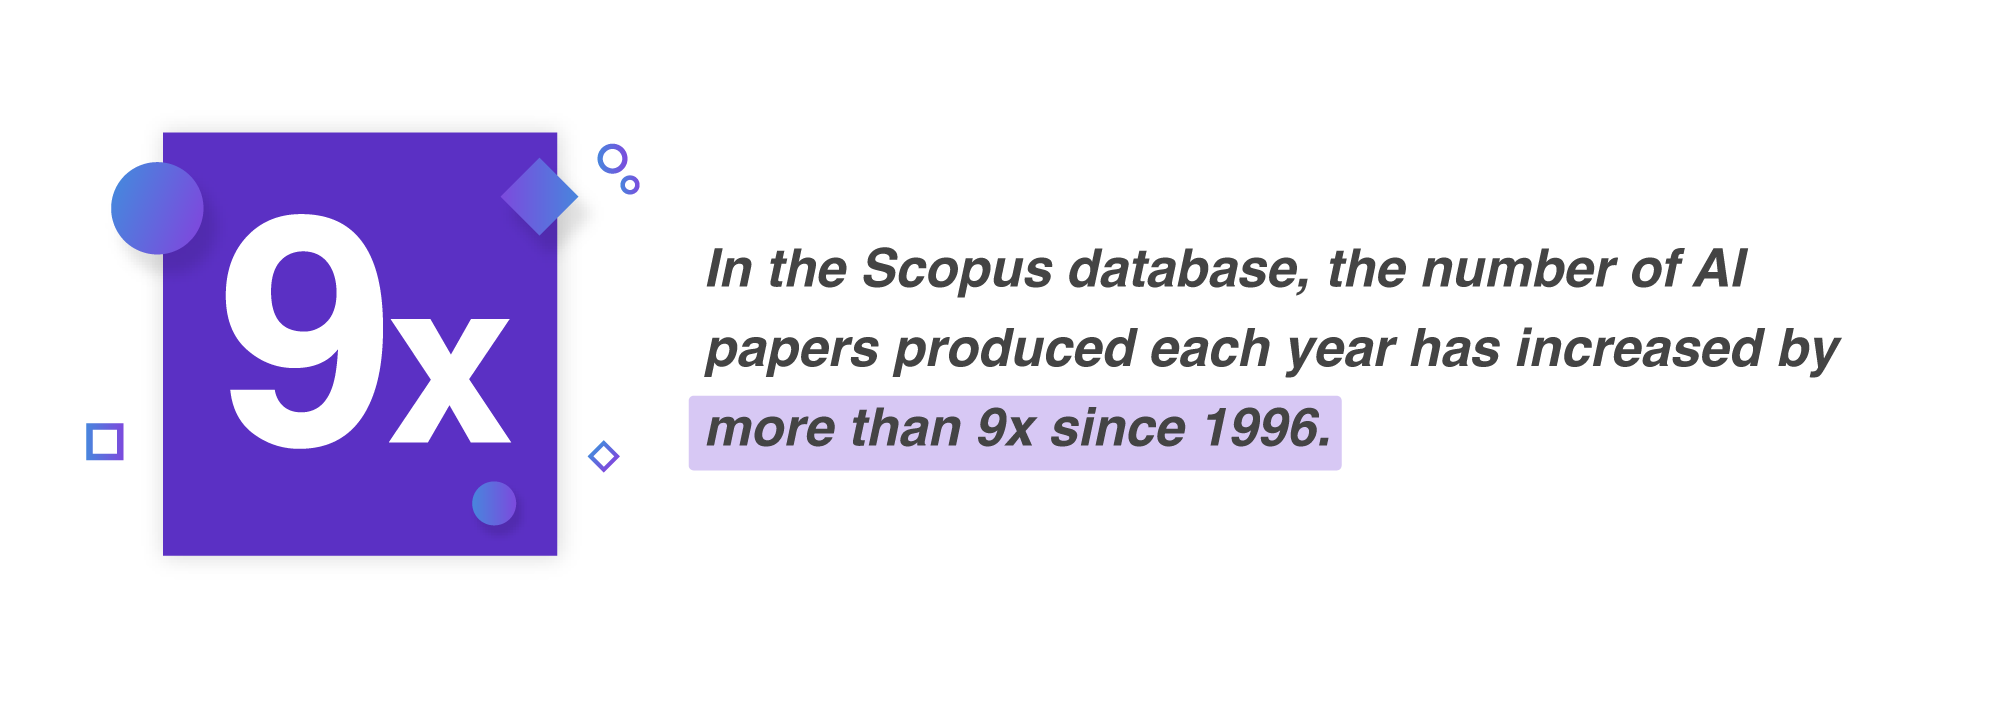 9x
In the Scopus database, the number of AI
papers produced each year has increased by
more than 9x since 1996.